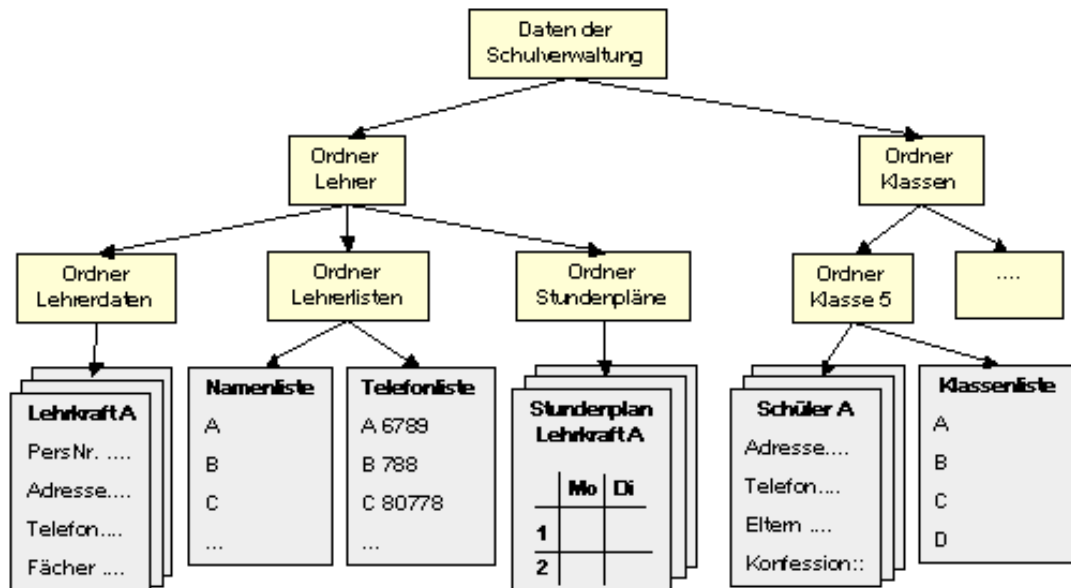 Daten der
Schulverwaltung
Ordner
Lehrer
Ordner
Klassen
Ordner
Lehrerdaten
Ordner
Lehrerlisten
Ordner
Stundenpläne
Ordner
Klasse 5
....
Lehrkraft A
PersNr. ....
Adresse....
Telefon....
Fächer ....
Namenliste
A
B
C
...
Telefonliste
A 6789
B 788
C 80778
...
Stunderplan
Lehrkraft A
Mo Di
1
2
Schüler A
Adresse....
Telefon....
Eltern ....
Konfession::
Klassenliste
A
B
C
D